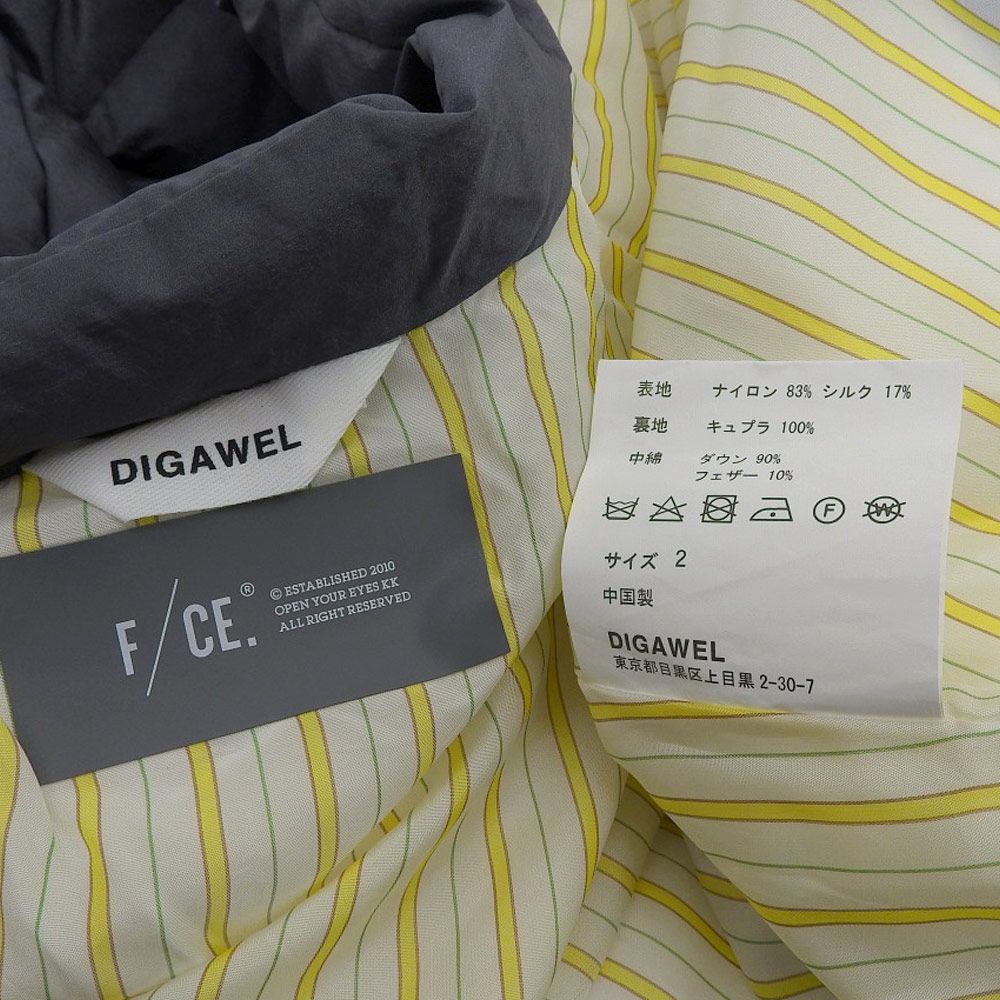 DIGAWEL
F/CE.®
© ESTABLISHED 2010
OPEN YOUR EYES KK
ALL RIGHT RESERVED
表地 ナイロン 83% シルク 17%
裏地 キュプラ 100%
中綿 ダウン 90%
フェザー 10%
F W
サイズ 2
中国製
DIGAWEL
東京都目黒区上目黒 2-30-7